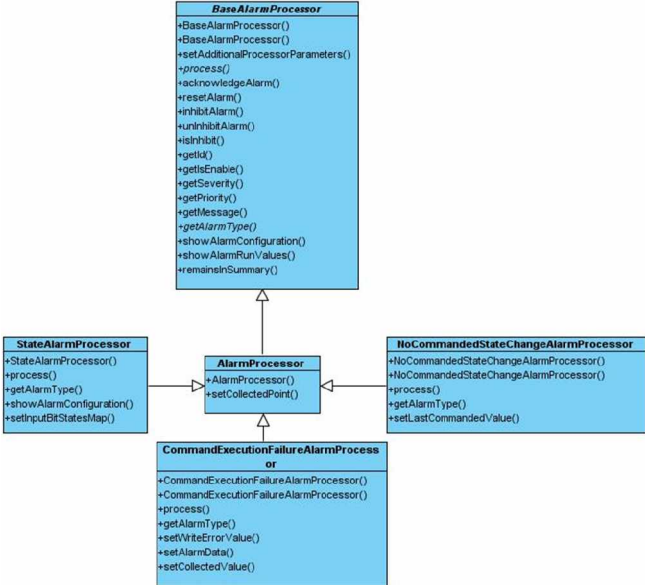 BaseAlarmProcessor
+BaseAlarmProcessor()
+BaseAlarmProcessor()
+setAdditionalProcessorParameters()
+process()
+acknowledgeAlarm()
+resetAlarm()
+inhibitAlarm()
+unInhibitAlarm()
+isInhibit()
+getId()
+getIsEnable()
+getSeverity()
+getPriority()
+getMessage()
+getAlarmType()
+showAlarmConfiguration()
+showAlarmRunValues()
+remainsInSummary()
StateAlarmProcessor
+StateAlarmProcessor()
+process()
+getAlarmType()
+showAlarmConfiguration()
+setInputBitStatesMap()
AlarmProcessor
+AlarmProcessor()
+setCollectedPoint()
NoCommandedStateChangeAlarmProcessor
+NoCommandedStateChangeAlarmProcessor()
+NoCommandedStateChangeAlarmProcessor()
+process()
+getAlarmType()
+setLastCommandedValue()
CommandExecutionFailureAlarmProcess
or
+CommandExecutionFailureAlarmProcessor()
+CommandExecutionFailureAlarmProcessor()
+process()
+getAlarmType()
+setWriteErrorValue()
+setAlarmData()
+setCollectedValue()